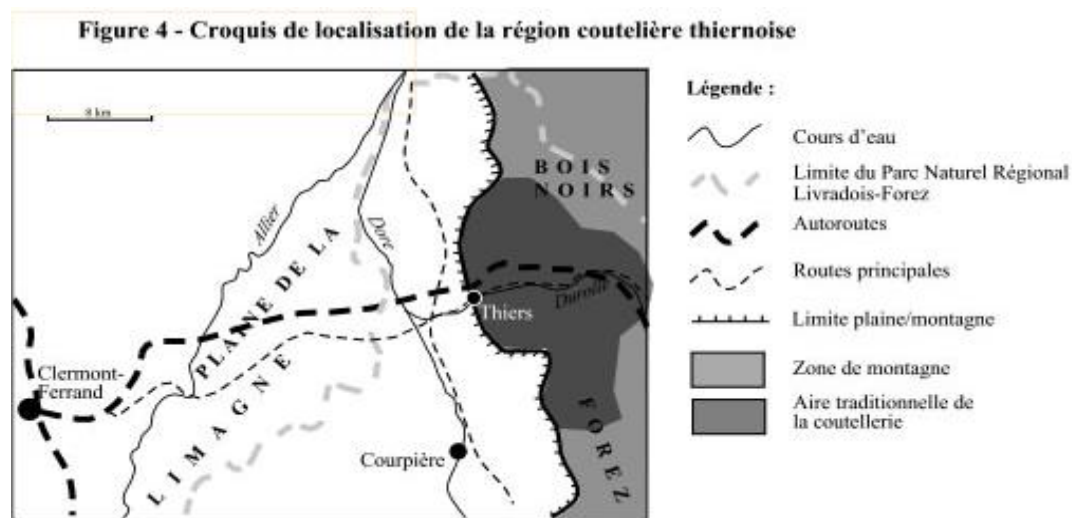 Figure 4 - Croquis de localisation de la région coutelière thiernoise
8 km
BOIS
NOIRS
Allier
Dore
PLAINE DE LA
LIMAGNE
Durolle
Thiers
Clermont-
Ferrand
Courpière
FOREZ
Légende :
Cours d'eau
Limite du Parc Naturel Régional
Livradois-Forez
Autoroutes
Routes principales
Limite plaine/montagne
Zone de montagne
Aire traditionnelle de
la coutellerie